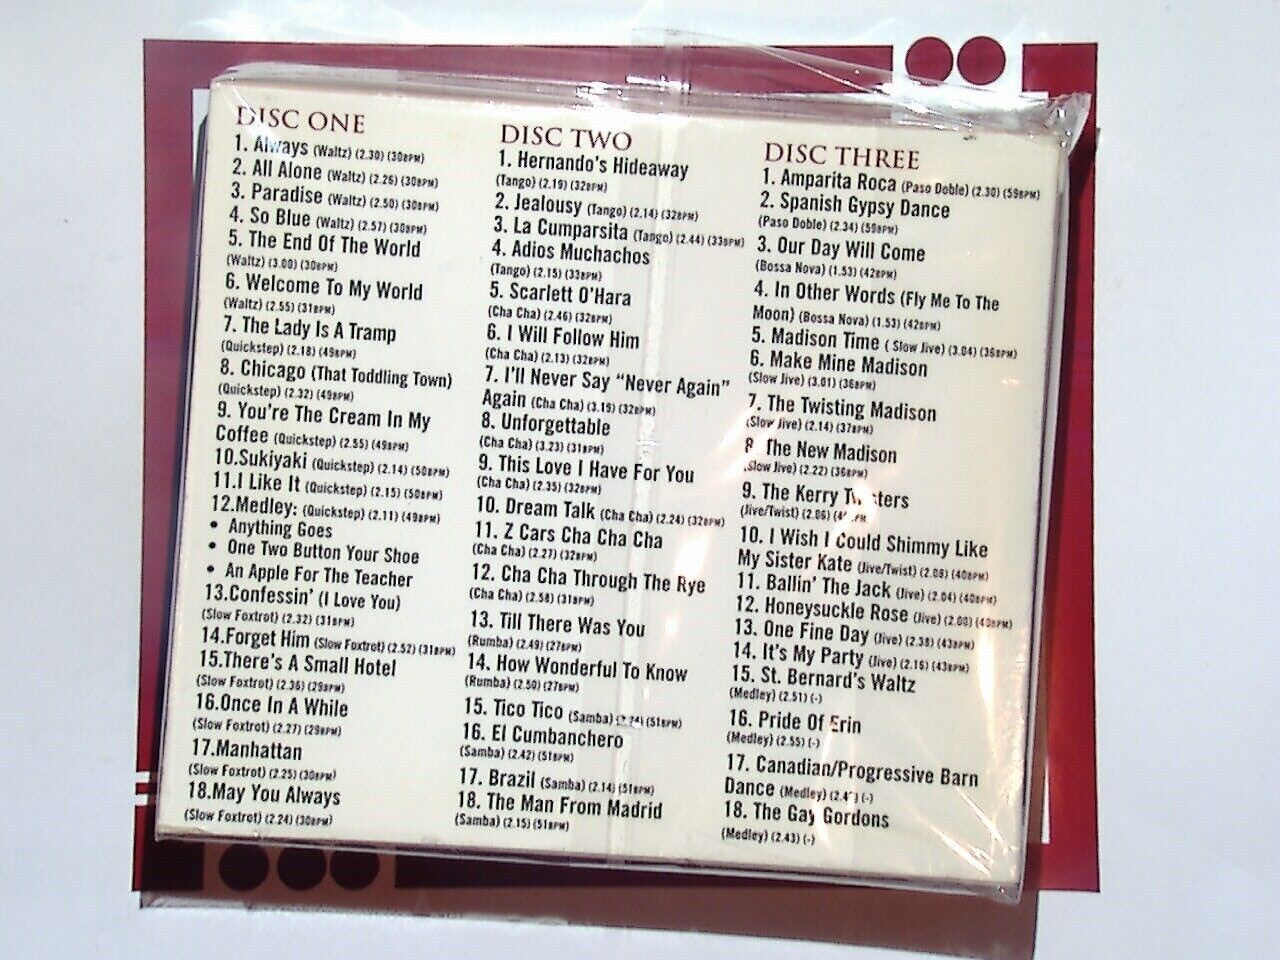 DISC ONE
1. Always (Waltz) (2.30) (30BPM)
2. All Alone (Waltz) (2.26) (30BPM)
3. Paradise (Waltz) (2.50) (30BPM)
4. So Blue (Waltz) (2.57) (30BPM)
5. The End Of The World
(Waltz) (3.00) (30BPM)
6. Welcome To My World
(Waltz) (2.55) (31BPM)
7. The Lady Is A Tramp
(Quickstep) (2.18) (49BPM)
8. Chicago (That Toddling Town)
(Quickstep) (2.32) (49BPM)
9. You're The Cream In My
Coffee (Quickstep) (2.55) (49BPM)
10.Sukiyaki (Quickstep) (2.14) (50BPM)
11.I Like It (Quickstep) (2.15) (50BPM)
12.Medley: (Quickstep) (2.11) (49BPM)
• Anything Goes
• One Two Button Your Shoe
• An Apple For The Teacher
13.Confessin' (I Love You)
(Slow Foxtrot) (2.32) (31BPM)
14.Forget Him (Slow Foxtrot) (2.52) (31BPM)
15.There's A Small Hotel
(Slow Foxtrot) (2.36) (29BPM)
16.Once In A While
(Slow Foxtrot) (2.27) (29BPM)
17.Manhattan
(Slow Foxtrot) (2.25) (30BPM)
18.May You Always
(Slow Foxtrot) (2.24) (30BPM)
DISC TWO
1. Hernando's Hideaway
(Tango) (2.19) (32BPM)
2. Jealousy (Tango) (2.14) (32BPM)
3. La Cumparsita (Tango) (2.44) (33BPM)
4. Adios Muchachos
(Tango) (2.15) (33BPM)
5. Scarlett O'Hara
(Cha Cha) (2.46) (32BPM)
6. I Will Follow Him
(Cha Cha) (2.13) (32BPM)
7. I'll Never Say "Never Again"
Again (Cha Cha) (3.19) (32BPM)
8. Unforgettable
(Cha Cha) (3.23) (31BPM)
9. This Love I Have For You
(Cha Cha) (2.35) (32BPM)
10. Dream Talk (Cha Cha) (2.24) (32BPM)
11. Z Cars Cha Cha Cha
(Cha Cha) (2.27) (32BPM)
12. Cha Cha Through The Rye
(Cha Cha) (2.58) (31BPM)
13. Till There Was You
(Rumba) (2.49) (27BPM)
14. How Wonderful To Know
(Rumba) (2.50) (27BPM)
15. Tico Tico (Samba) (51BPM)
16. El Cumbanchero
(Samba) (2.42) (51BPM)
17. Brazil (Samba) (2.14) (51BPM)
18. The Man From Madrid
(Samba) (2.15) (51BPM)
DISC THREE
1. Amparita Roca (Paso Doble) (2.30) (59BPM)
2. Spanish Gypsy Dance
(Paso Doble) (2.34) (59BPM)
3. Our Day Will Come
(Bossa Nova) (1.53) (42BPM)
4. In Other Words (Fly Me To The
Moon) (Bossa Nova) (1.53) (42BPM)
5. Madison Time ( Slow Jive) (3.04) (36BPM)
6. Make Mine Madison
(Slow Jive) (3.01) (36BPM)
7. The Twisting Madison
(Slow Jive) (2.14) (37BPM)
8 The New Madison
(Slow Jive) (2.22) (36BPM)
9. The Kerry
(Jive/Twist) (2.06)
10. I Wish I Could Shimmy Like
My Sister Kate (Jive/Twist) (2.08) (40BPM)
11. Ballin' The Jack (Jive) (2.04) (40BPM)
12. Honeysuckle Rose (Jive) (2.00)
13. One Fine Day (Jive) (2.38) (43BPM)
14. It's My Party (Jive) (2.16) (43BPM)
15. St. Bernard's Waltz
(Medley) (2.51) (-)
16. Pride Of Erin
(Medley) (2.55) (-)
17. Canadian/Progressive Barn
Dance (Medley) (-)
18. The Gay Gordons
(Medley) (2.43) (-)